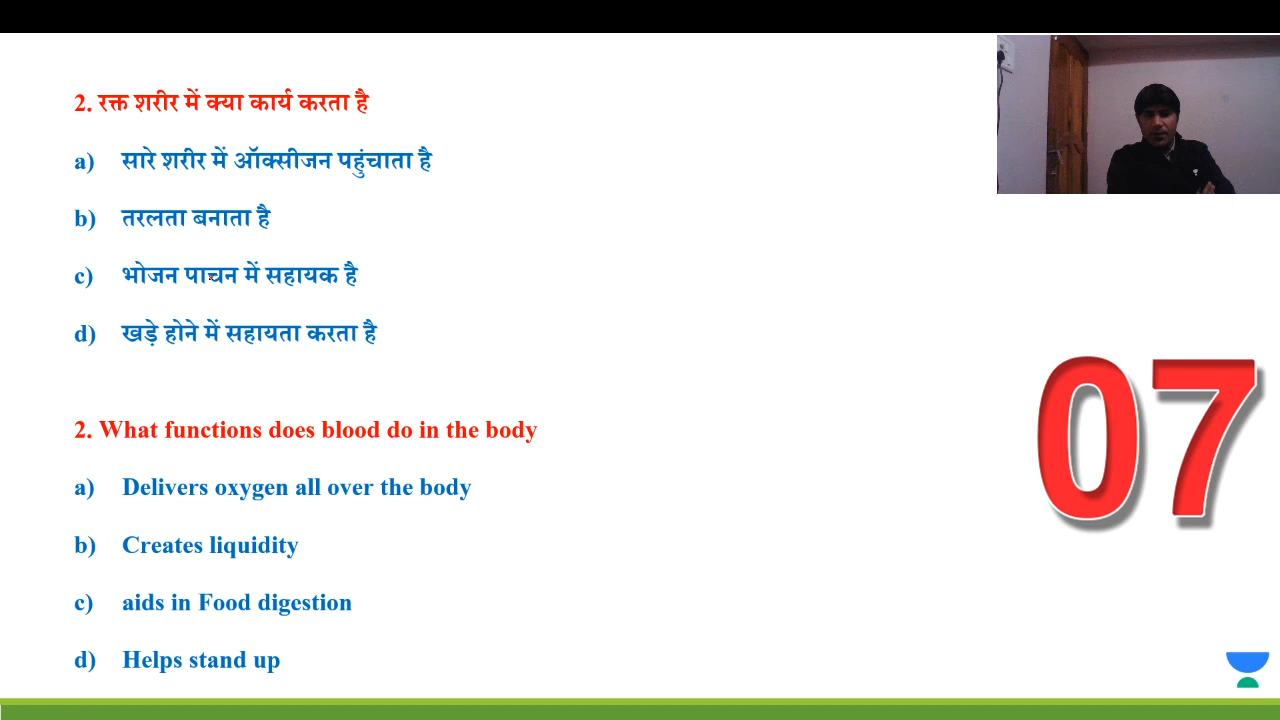 2. रक्त शरीर में क्या कार्य करता है
a) सारे शरीर में ऑक्सीजन पहुंचाता है
b) तरलता बनाता है
c) भोजन पाचन में सहायक है
d) खड़े होने में सहायता करता है
07
2. What functions does blood do in the body
a) Delivers oxygen all over the body
b) Creates liquidity
c) aids in Food digestion
d) Helps stand up